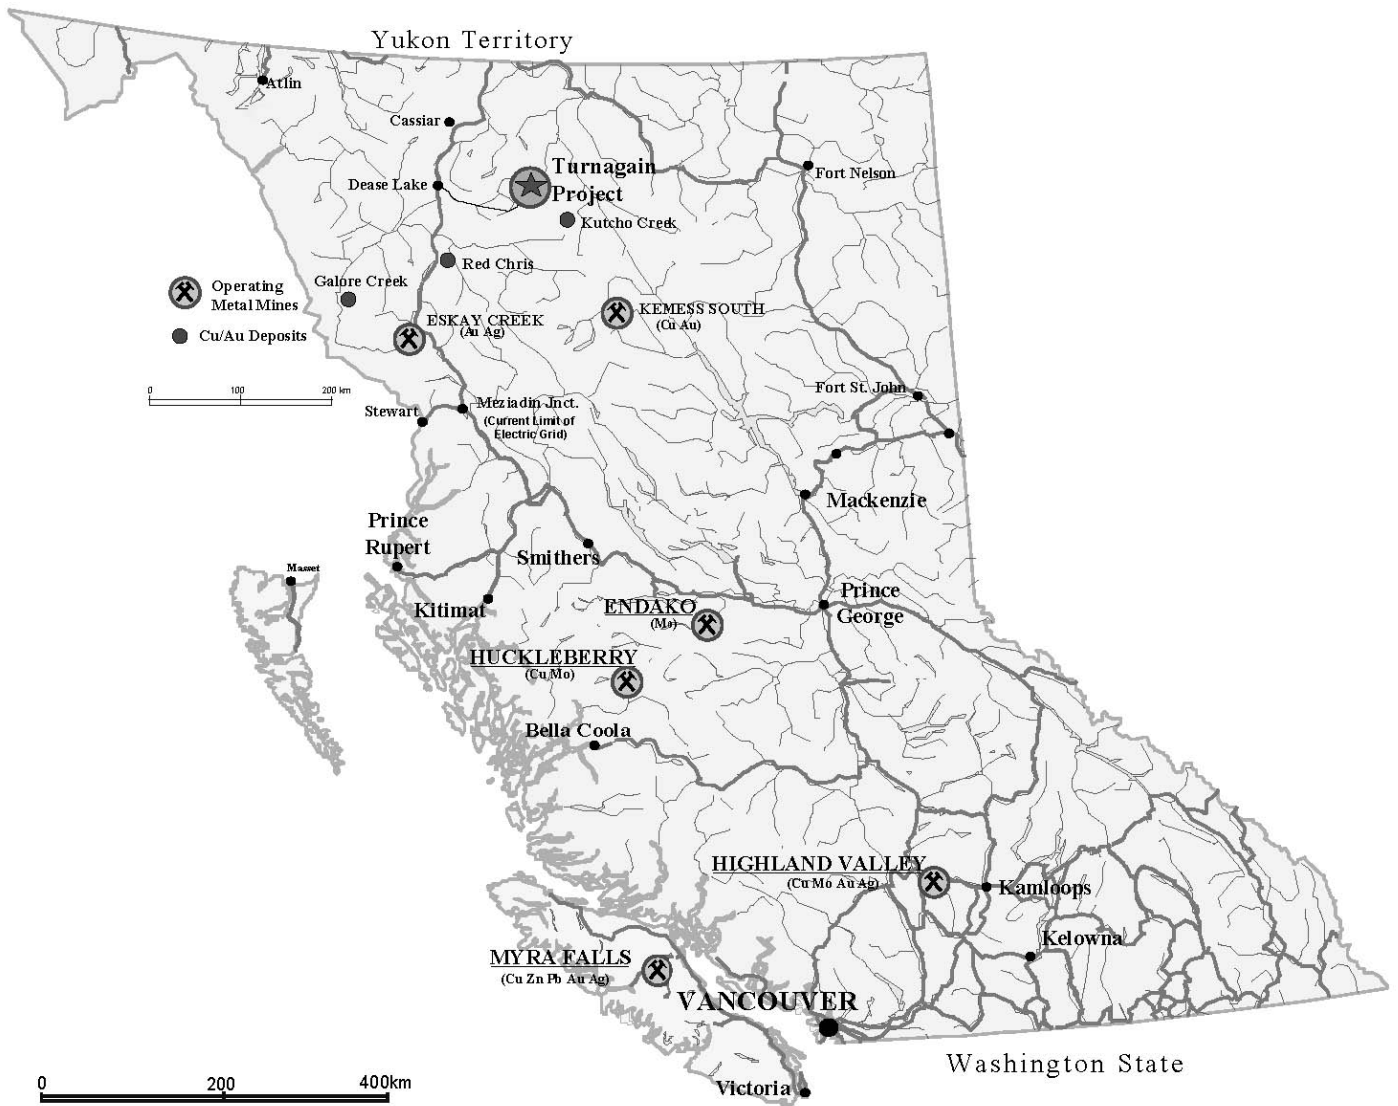 Yukon Territory
Atlin
Cassiar
Turnagain
Project
Fort Nelson
Dease Lake
Kutcho Creek
Red Chris
Galore Creek
Operating
Metal Mines
ESKAY CREEK
(Au Ag)
KEMESS SOUTH
(Cu Au)
Cu/Au Deposits
0 100 200 km
Fort St. John
Stewart
Meziadin Jnct.
(Current Limit of
Electric Grid)
Mackenzie
Prince
Rupert
Smithers
Masset
Kitimat
ENDAKO
(Mo)
Prince
George
HUCKLEBERRY
(Cu Mo)
Bella Coola
HIGHLAND VALLEY
(Cu Mo Au Ag)
Kamloops
Kelowna
MYRA FALLS
(Cu Zn Pb Au Ag)
VANCOUVER
Washington State
Victoria
0 200 400km